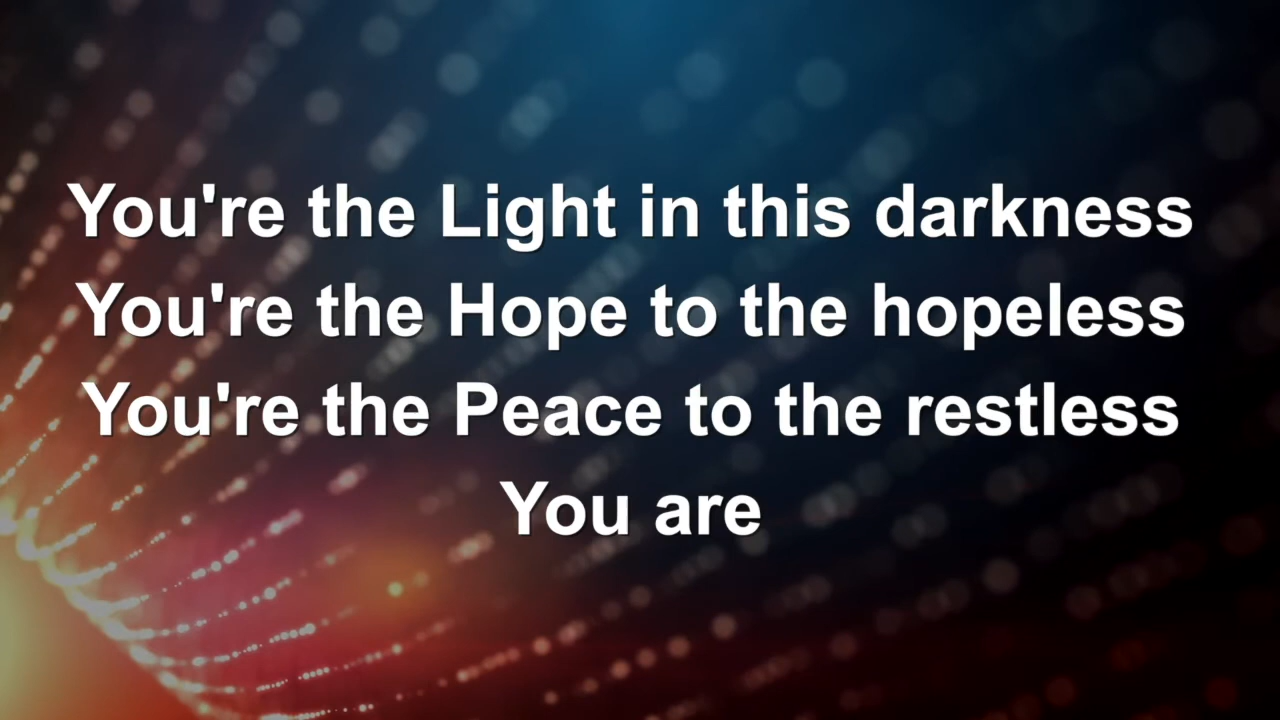 You're the Light in this darkness
You're the Hope to the hopeless
You're the Peace to the restless
You are